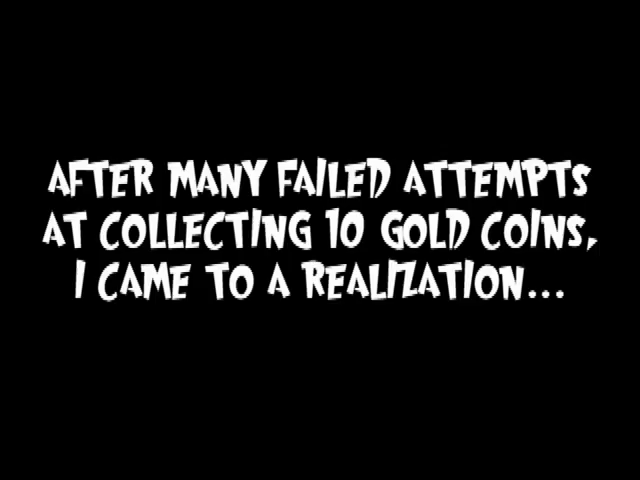 AFTER MANY FAILED ATTEMPTS
AT COLLECTING 10 GOLD COINS,
I CAME TO A REALIZATION...